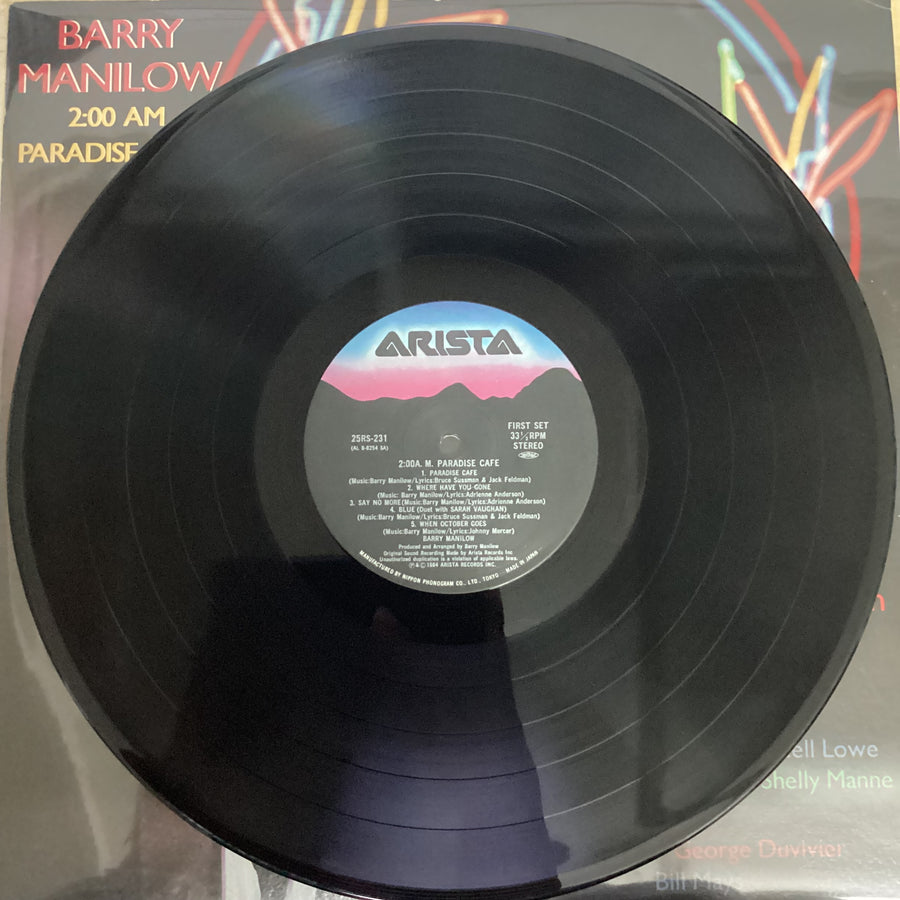 BARRY
MANILOW
2:00 AM
PARADISE
ARISTA
25RS-231
(AL 8-8254 SA)
FIRST SET
33⅓RPM
STEREO
2:00A. M. PARADISE CAFE
1. PARADISE CAFE
(Music:Barry Manilow/Lyrics:Bruce Sussman & Jack Feldman)
2. WHERE HAVE YOU GONE
(Music: Barry Manilow/Lyrics:Adrienne Anderson)
3. SAY NO MORE(Music:Barry Manilow/Lyrics:Adrienne Anderson)
4. BLUE (Duet with SARAH VAUGHAN)
(Music:Barry Manilow/Lyrics:Bruce Sussman & Jack Feldman)
5. WHEN OCTOBER GOES
(Music:Barry Manilow/Lyrics:Johnny Mercer)
BARRY MANILOW
Produced and Arranged by Barry Manilow
Original Sound Recording Made by Arista Records Inc
Unauthorized duplication is a violation of applicable laws.
℗&© 1984 ARISTA RECORDS INC.
MANUFACTURED BY NIPPON PHONOGRAM CO., LTD., TOKYO MADE IN JAPAN
ell Lowe
Shelly Manne
George Duvivier
Bill Mays